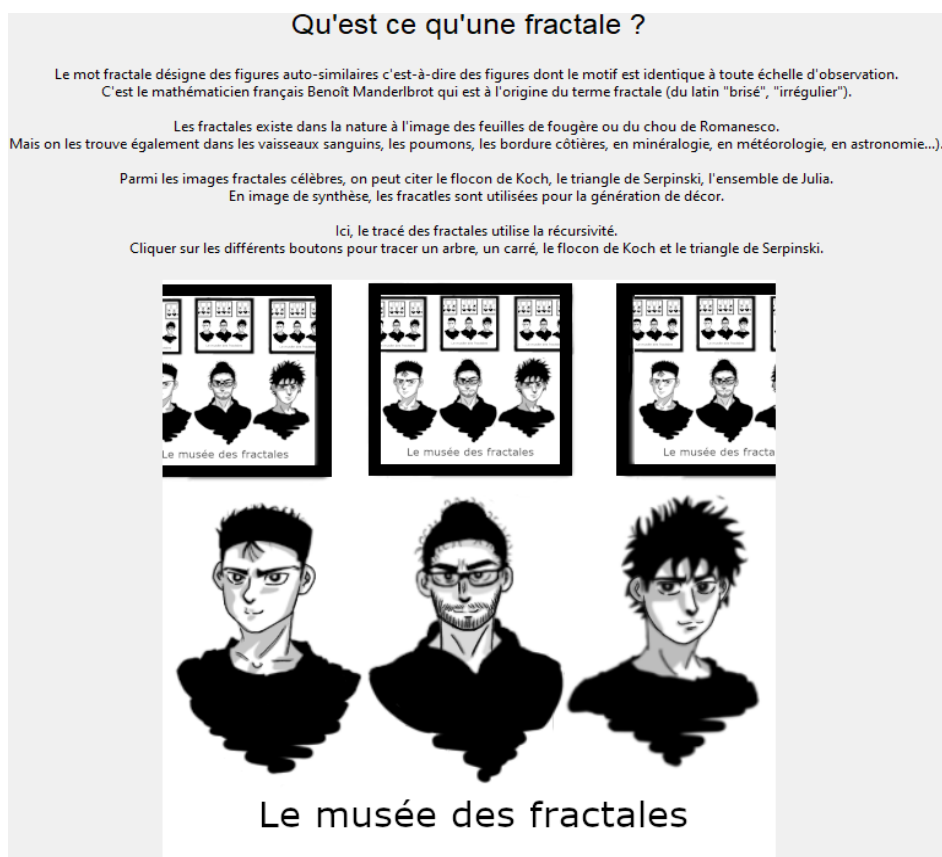 Qu'est ce qu'une fractale ?
Le mot fractale désigne des figures auto-similaires c'est-à-dire des figures dont le motif est identique à toute échelle d'observation.
C'est le mathématicien français Benoît Manderlbrot qui est à l'origine du terme fractale (du latin "brisé", "irrégulier").
Les fractales existe dans la nature à l'image des feuilles de fougère ou du chou de Romanesco.
Mais on les trouve également dans les vaisseaux sanguins, les poumons, les bordure côtières, en minéralogie, en météorologie, en astronomie...).
Parmi les images fractales célèbres, on peut citer le flocon de Koch, le triangle de Serpinski, l'ensemble de Julia.
En image de synthèse, les fracatles sont utilisées pour la génération de décor.
Ici, le tracé des fractales utilise la récursivité.
Cliquer sur les différents boutons pour tracer un arbre, un carré, le flocon de Koch et le triangle de Serpinski.
Le musée des fractales
Le musée des fractales
Le musée des fracta
Le musée des fractales